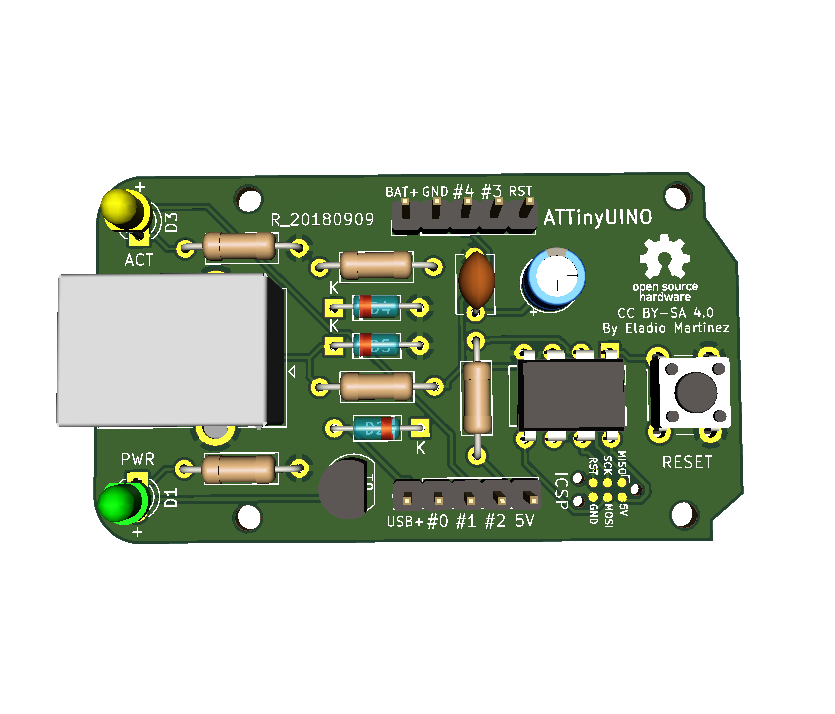 BAT+ GND #4 #3 RST
R_20180909
ATTinyUINO
D3
ACT
K
D4
K
D5
K
open source
hardware
CC BY-SA 4.0
By Eladio Martinez
PWR
D1
USB+ #0 #1 #2 5V
ICSP
RST SCK MISO
GND MOSI 5V
RESET